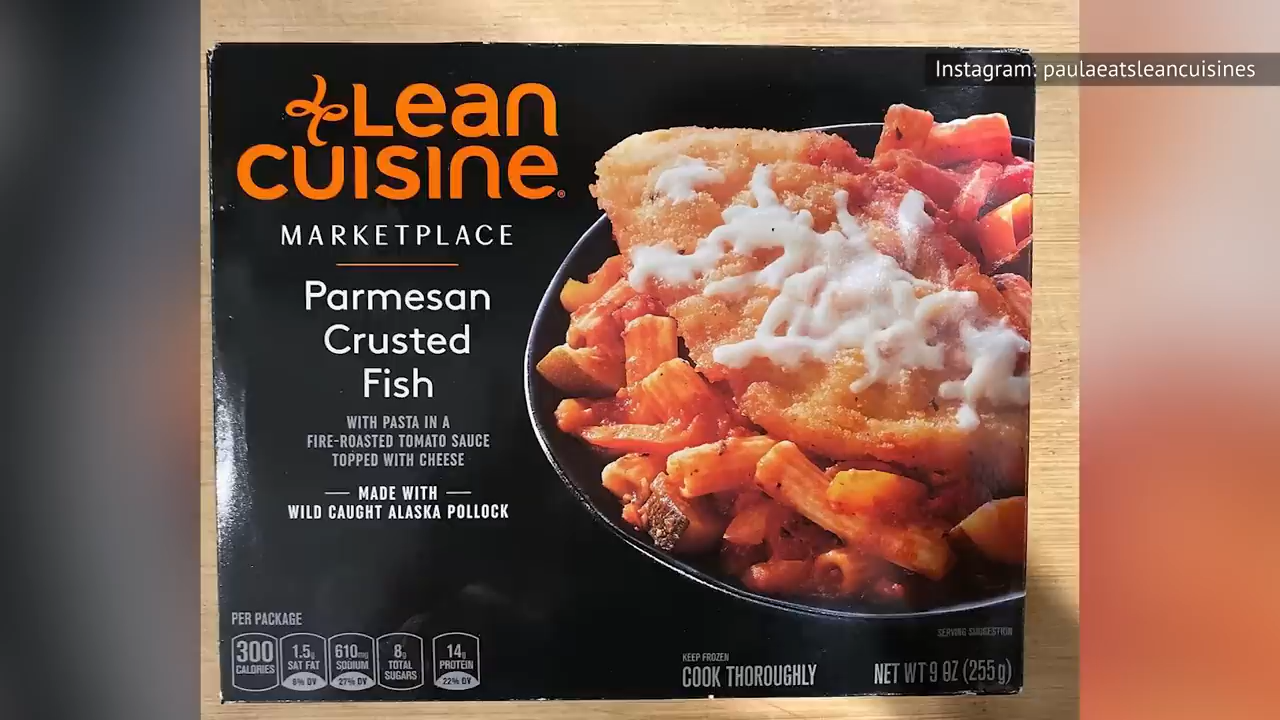 Instagram: paulaeatsleancuisines
Lean
CUISINE®
MARKETPLACE
Parmesan
Crusted
Fish
WITH PASTA IN A
FIRE-ROASTED TOMATO SAUCE
TOPPED WITH CHEESE
MADE WITH
WILD CAUGHT ALASKA POLLOCK
PER PACKAGE
300 CALORIES
1.5g SAT FAT 8% DV
610mg SODIUM 27% DV
8g TOTAL SUGARS
14g PROTEIN 22% DV
SERVING SUGGESTION
KEEP FROZEN
COOK THOROUGHLY
NET WT 9 OZ (255g)